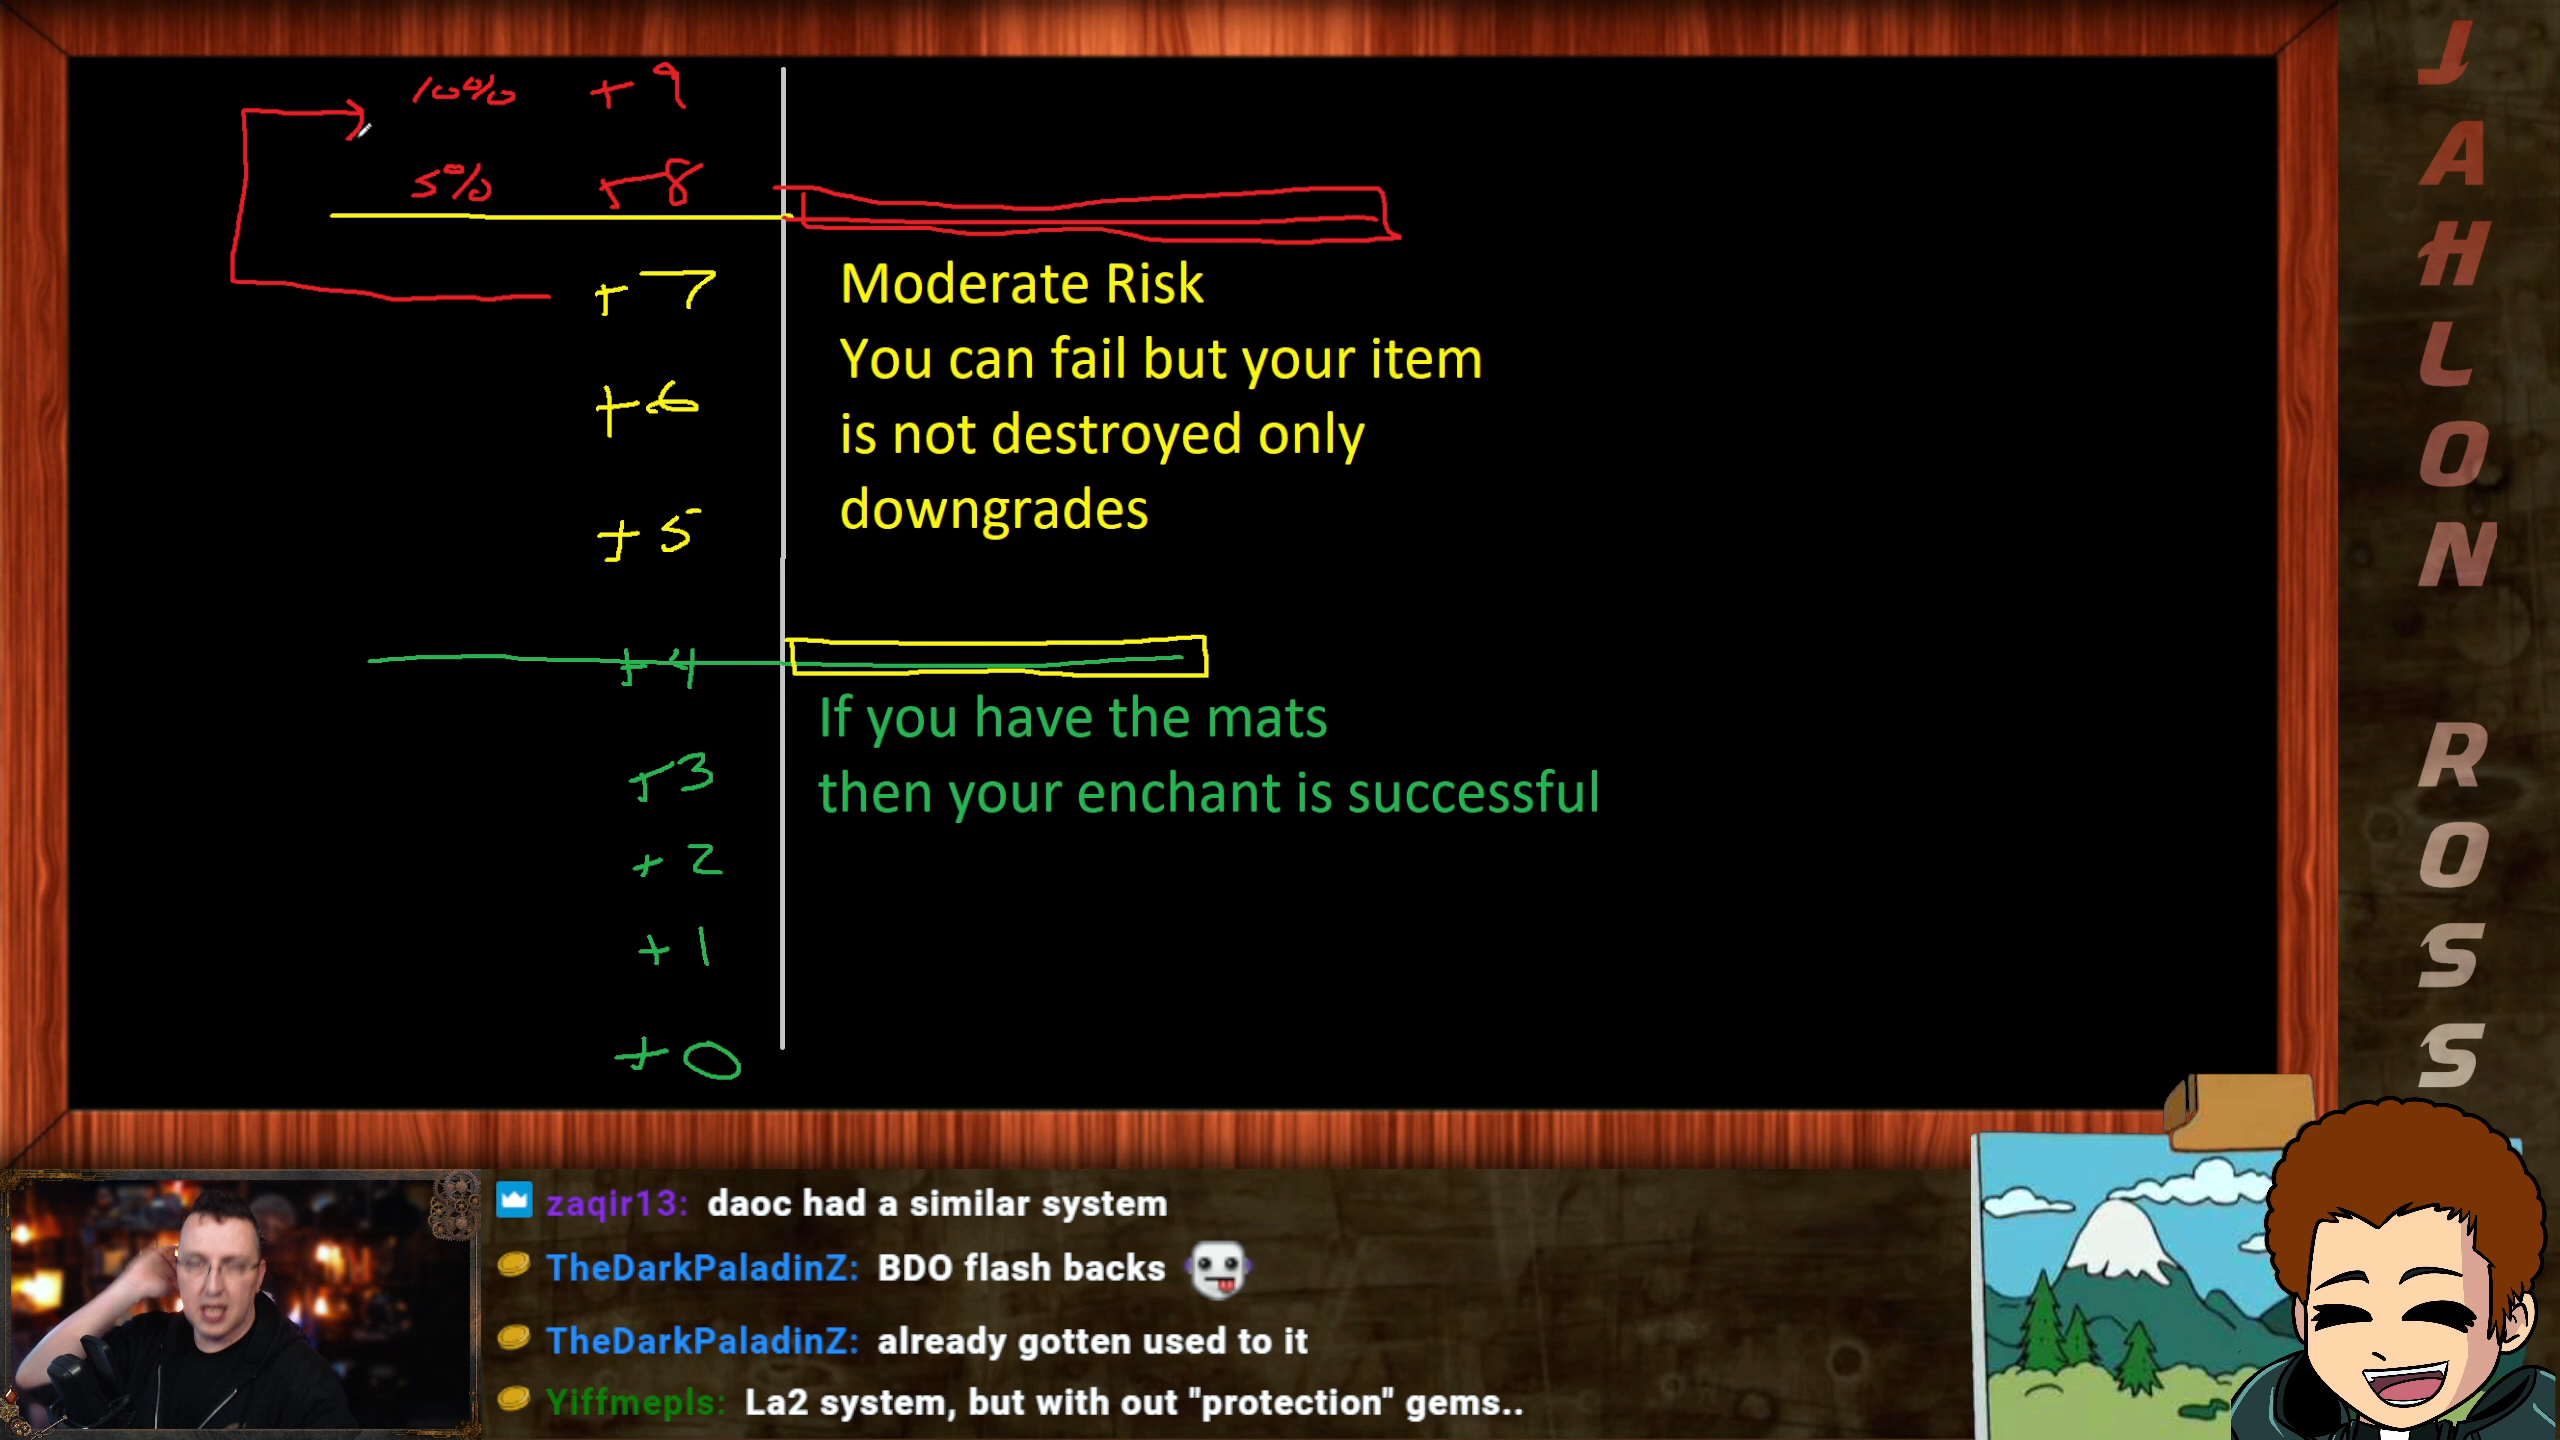 10% +9
5% +8
+7
Moderate Risk
You can fail but your item
is not destroyed only
downgrades
+6
+5
+4
If you have the mats
then your enchant is successful
+3
+2
+1
+0
JAHLON ROSS
zaqir13: daoc had a similar system
TheDarkPaladinZ: BDO flash backs
TheDarkPaladinZ: already gotten used to it
Yiffmepls: La2 system, but with out "protection" gems..